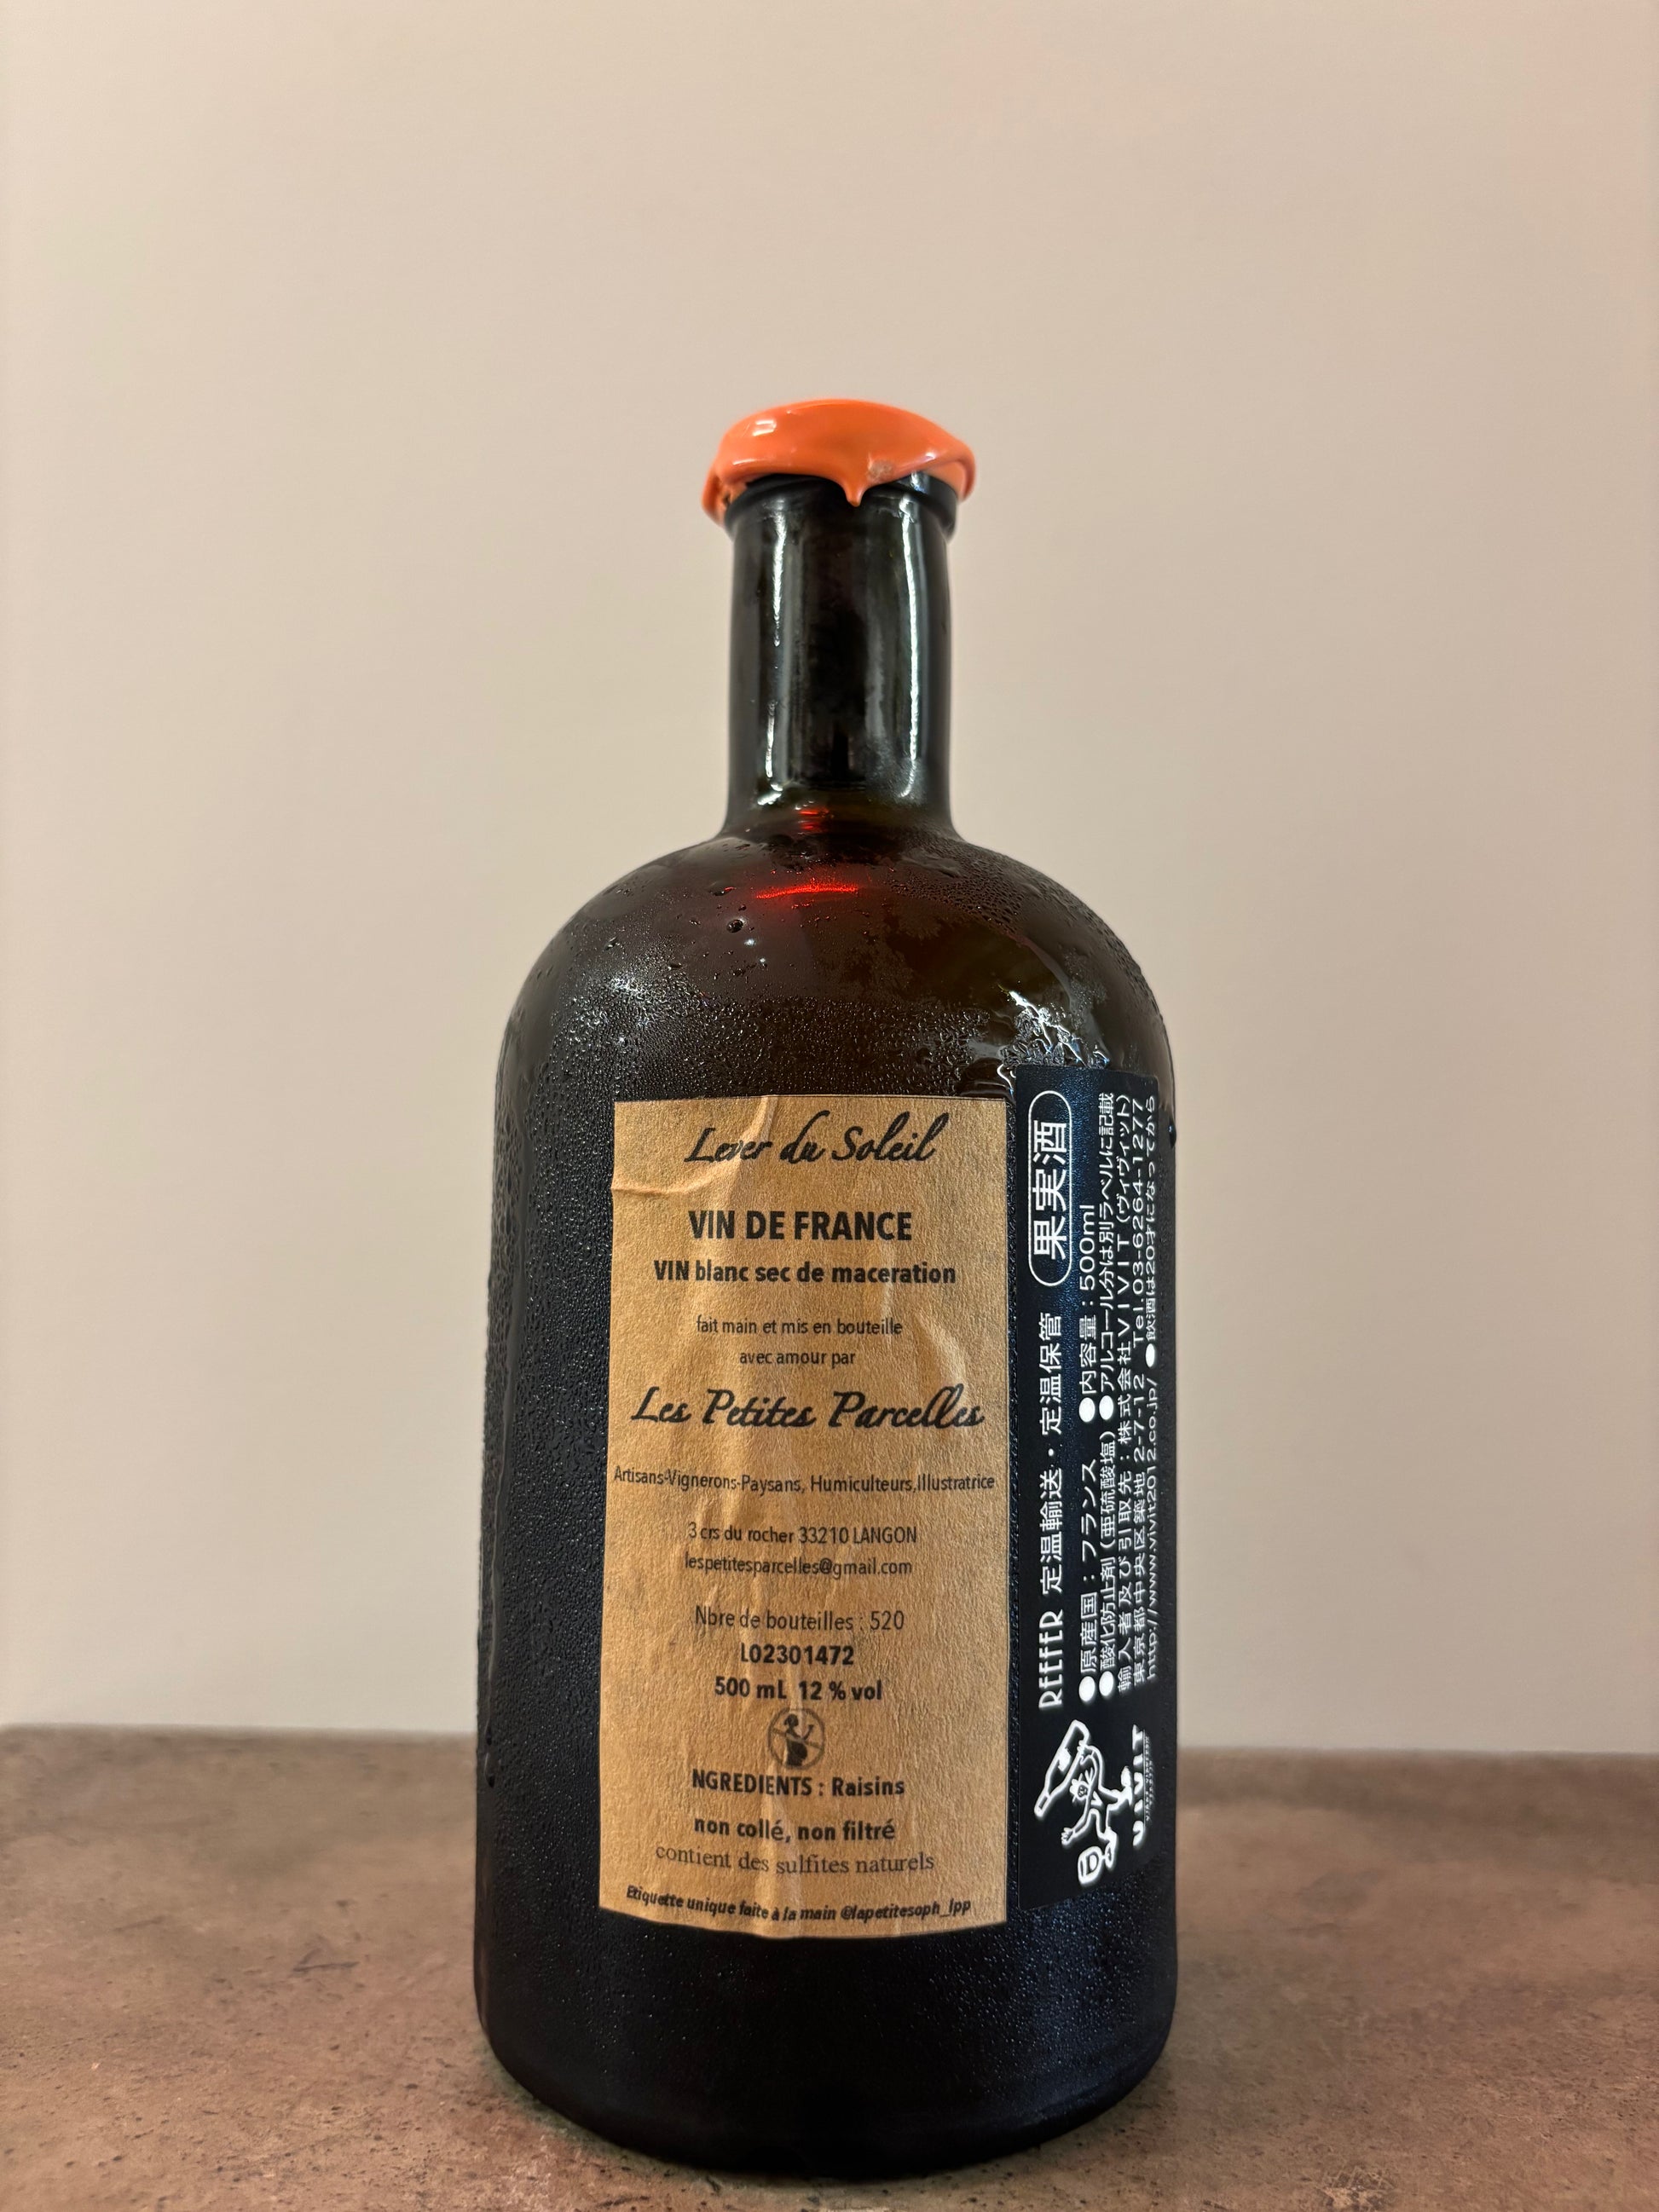 Lever du Soleil
VIN DE FRANCE
VIN blanc sec de maceration
fait main et mis en bouteille
avec amour par
Les Petites Parcelles
Artisans-Vignerons-Paysans, Humiculteurs,Illustratrice
3 crs du rocher 33210 LANGON
lespetitesparcelles@gmail.com
Nbre de bouteilles : 520
L02301472
500 mL 12 % vol
NGREDIENTS : Raisins
non collé, non filtré
contient des sulfites naturels
Etiquette unique faite à la main @lapetitesoph_lpp
REEFER 定温輸送・定温保管 果実酒
●原産国：フランス ●内容量：500ml
●酸化防止剤（亜硫酸塩）●アルコール分は別ラベルに記載
輸入者及び引取先：株式会社ＶＩＶＩＴ（ヴィヴィット）
東京都中央区築地 2-7-12 Tel.03-6264-1277
http://www.vivit2012.co.jp/ ●飲酒は20才になってから
VIVIT